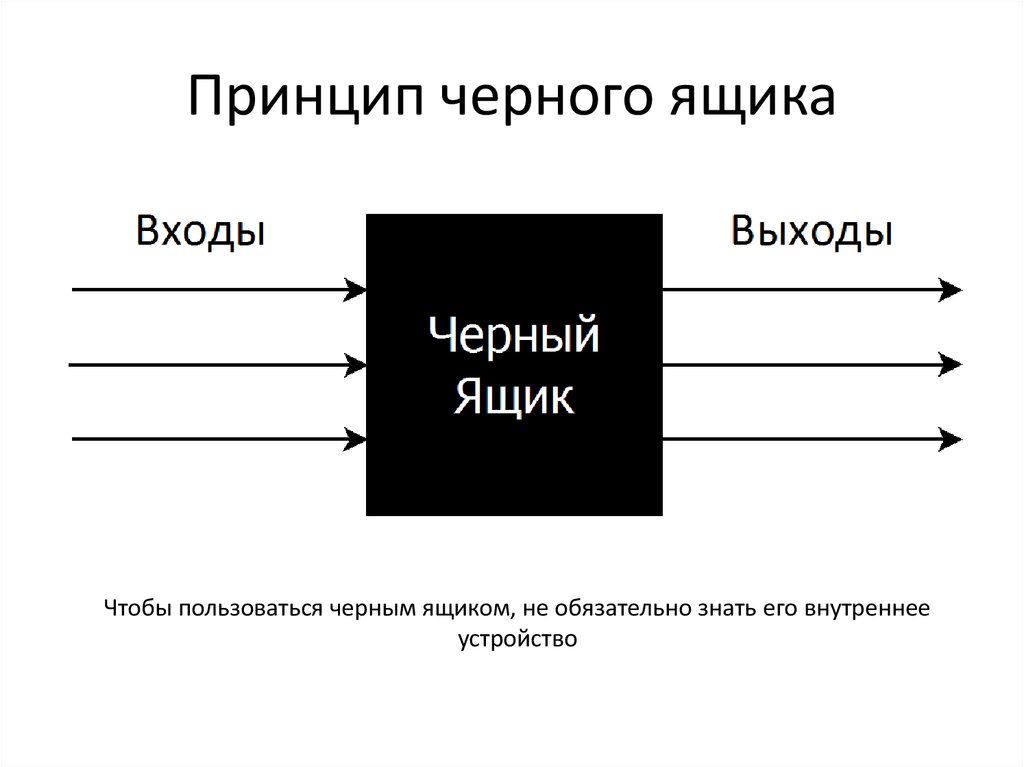 Принцип черного ящика
Входы
Выходы
Черный
Ящик
Чтобы пользоваться черным ящиком, не обязательно знать его внутреннее
устройство